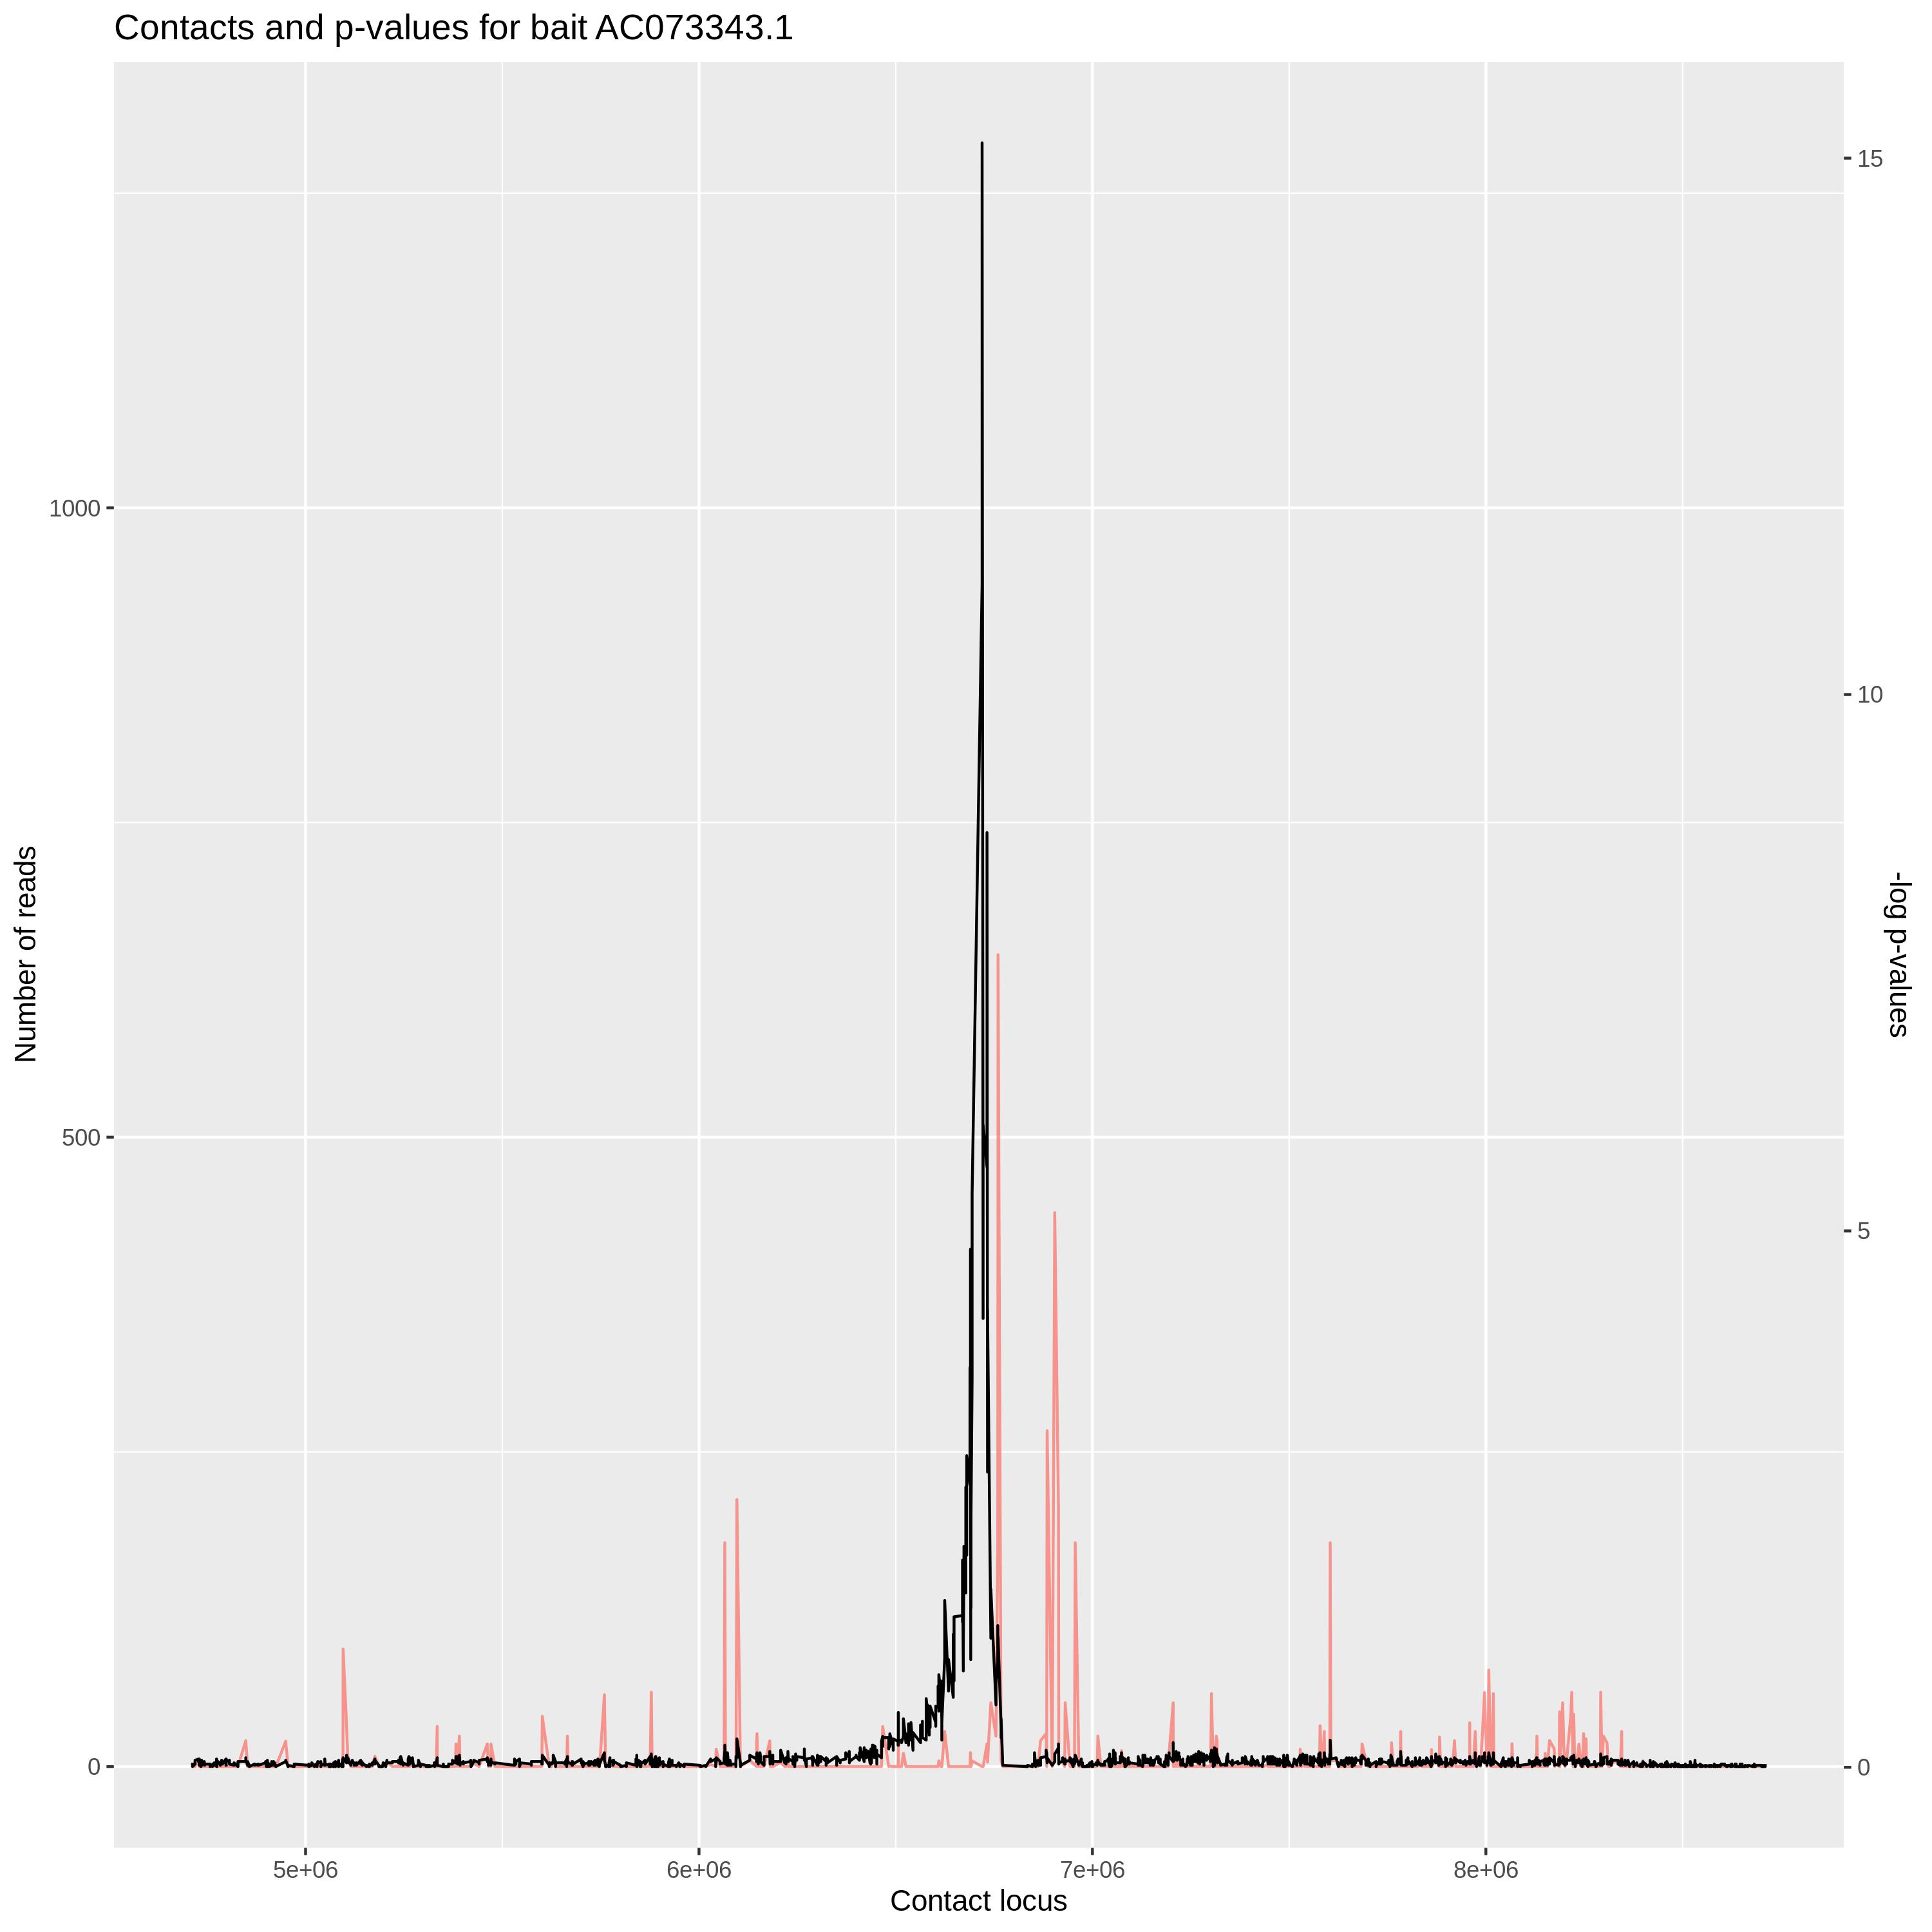 Contacts and p-values for bait AC073343.1
1000
500
0
Number of reads
15
10
5
0
-log p-values
5e+06
6e+06
7e+06
8e+06
Contact locus